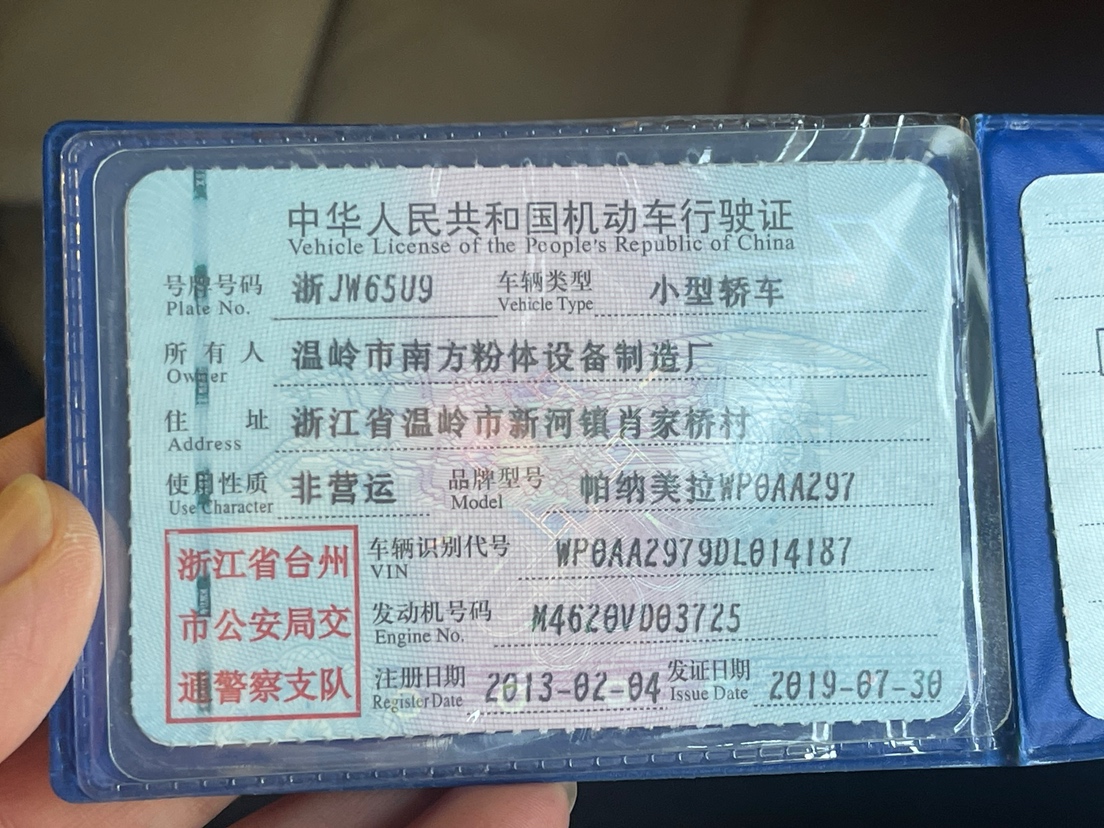 中华人民共和国机动车行驶证
Vehicle License of the People's Republic of China
号牌号码 浙JW65U9 车辆类型 小型轿车
Plate No. Vehicle Type
所有人 温岭市南方粉体设备制造厂
Owner
住址 浙江省温岭市新河镇肖家桥村
Address
使用性质 非营运 品牌型号 帕纳美拉WP0AA297
Use Character Model
浙江省台州
市公安局交
通警察支队
车辆识别代号 WP0AA2979DL014187
VIN
发动机号码 M4620VD03725
Engine No.
注册日期 2013-02-04 发证日期 2019-07-30
Register Date Issue Date